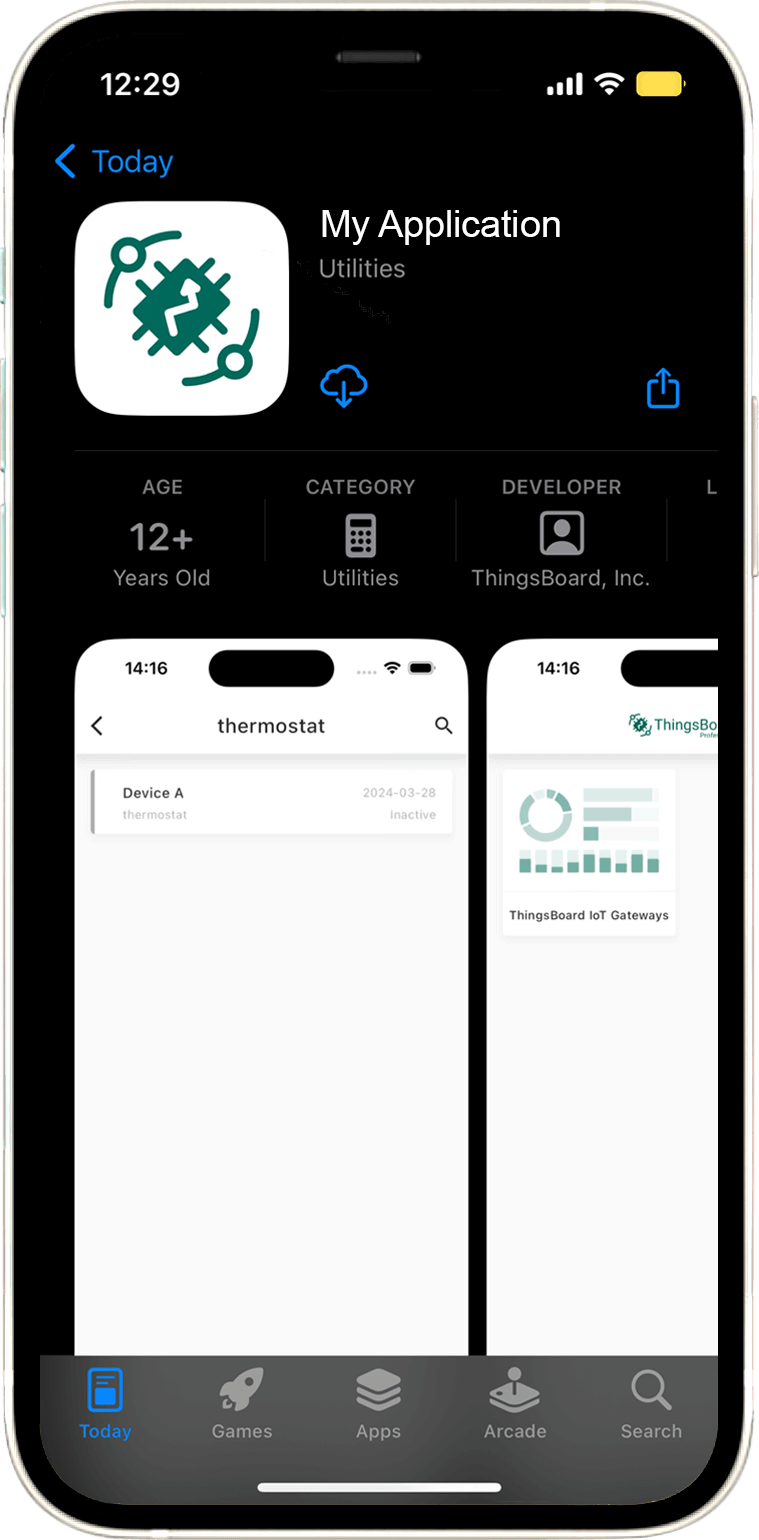 12:29
Today
My Application
Utilities
AGE
CATEGORY
DEVELOPER
L
12+
Years Old
Utilities
ThingsBoard, Inc.
14:16
thermostat
Device A
2024-03-28
thermostat
Inactive
14:16
ThingsBo
Profe
ThingsBoard IoT Gateways
Today
Games
Apps
Arcade
Search